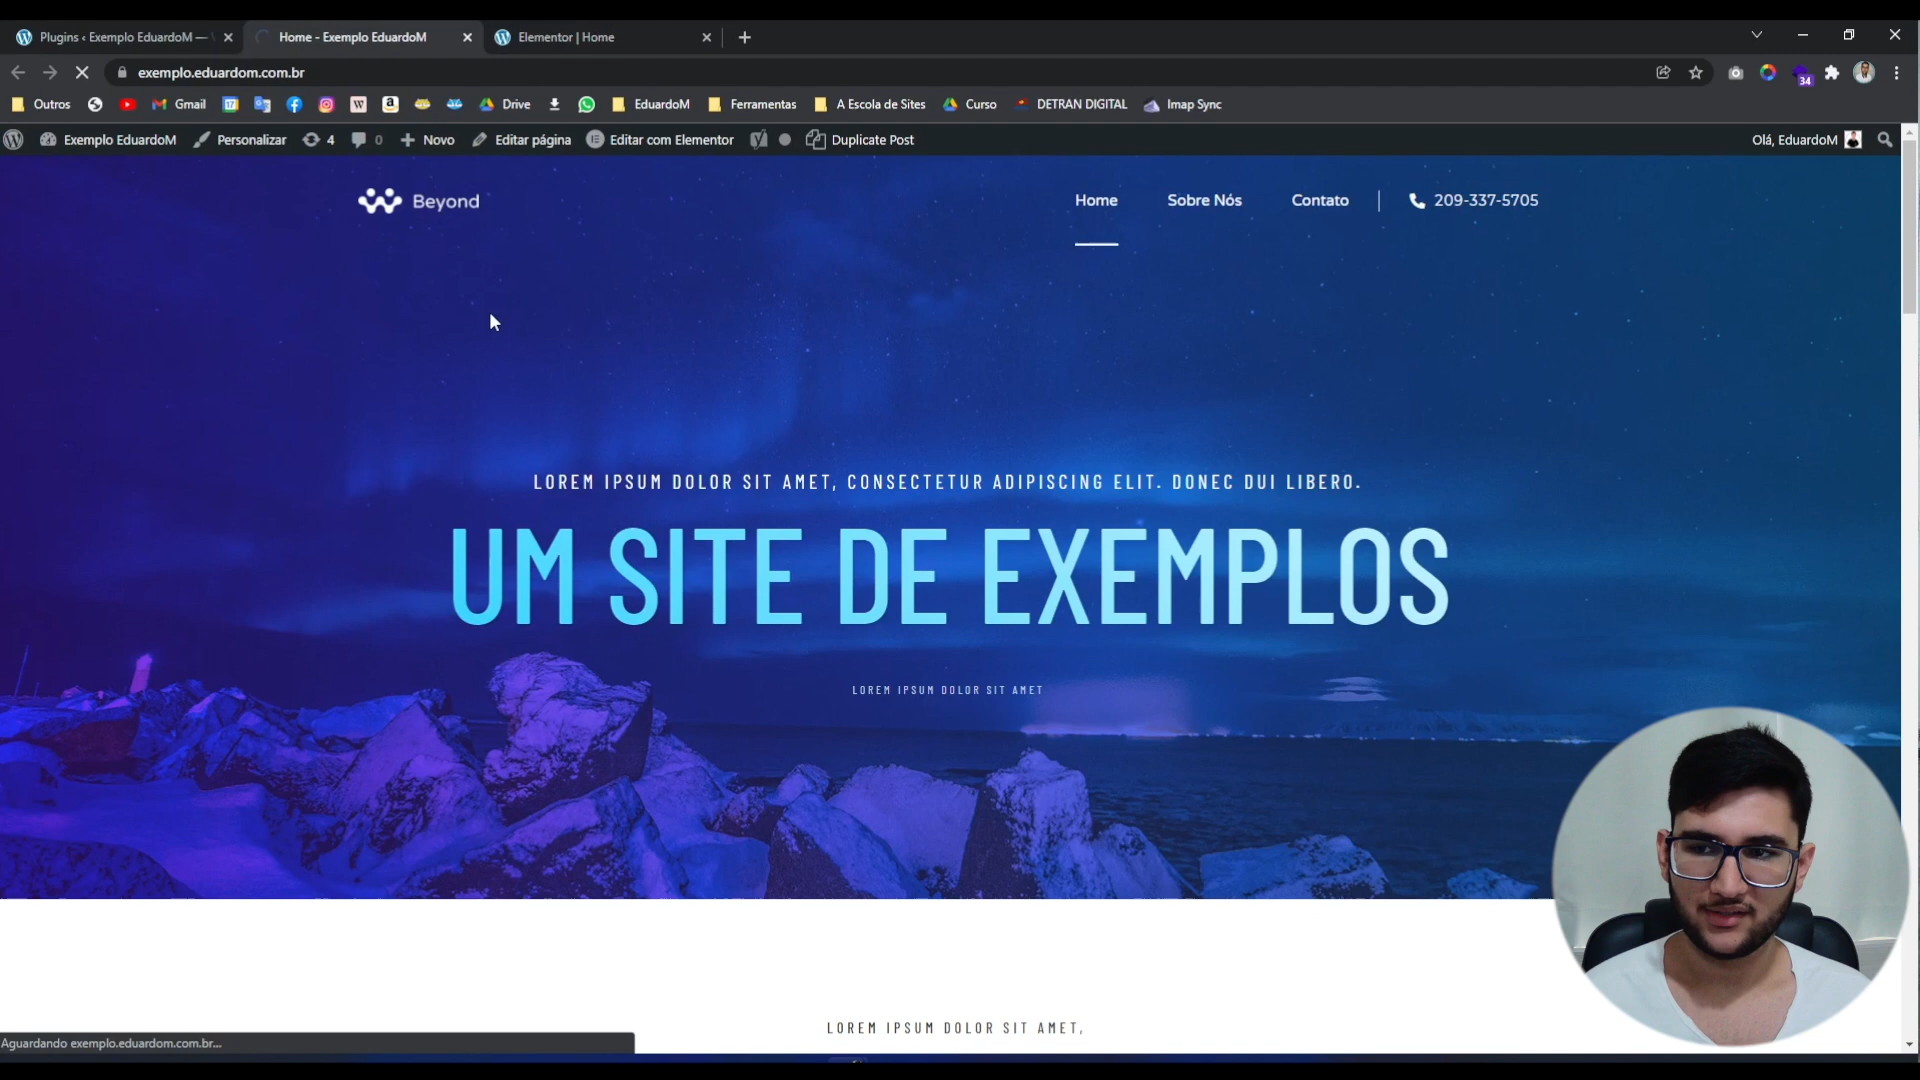 Plugins ‹ Exemplo EduardoM —
Home - Exemplo EduardoM
Elementor | Home
exemplo.eduardom.com.br
34
Outros
Gmail
17
W
a
Drive
EduardoM
Ferramentas
A Escola de Sites
Curso
DETRAN DIGITAL
Imap Sync
Exemplo EduardoM
Personalizar
4
0
Novo
Editar página
Editar com Elementor
Duplicate Post
Olá, EduardoM
Beyond
Home
Sobre Nós
Contato
209-337-5705
LOREM IPSUM DOLOR SIT AMET, CONSECTETUR ADIPISCING ELIT. DONEC DUI LIBERO.
UM SITE DE EXEMPLOS
LOREM IPSUM DOLOR SIT AMET
LOREM IPSUM DOLOR SIT AMET,
Aguardando exemplo.eduardom.com.br...